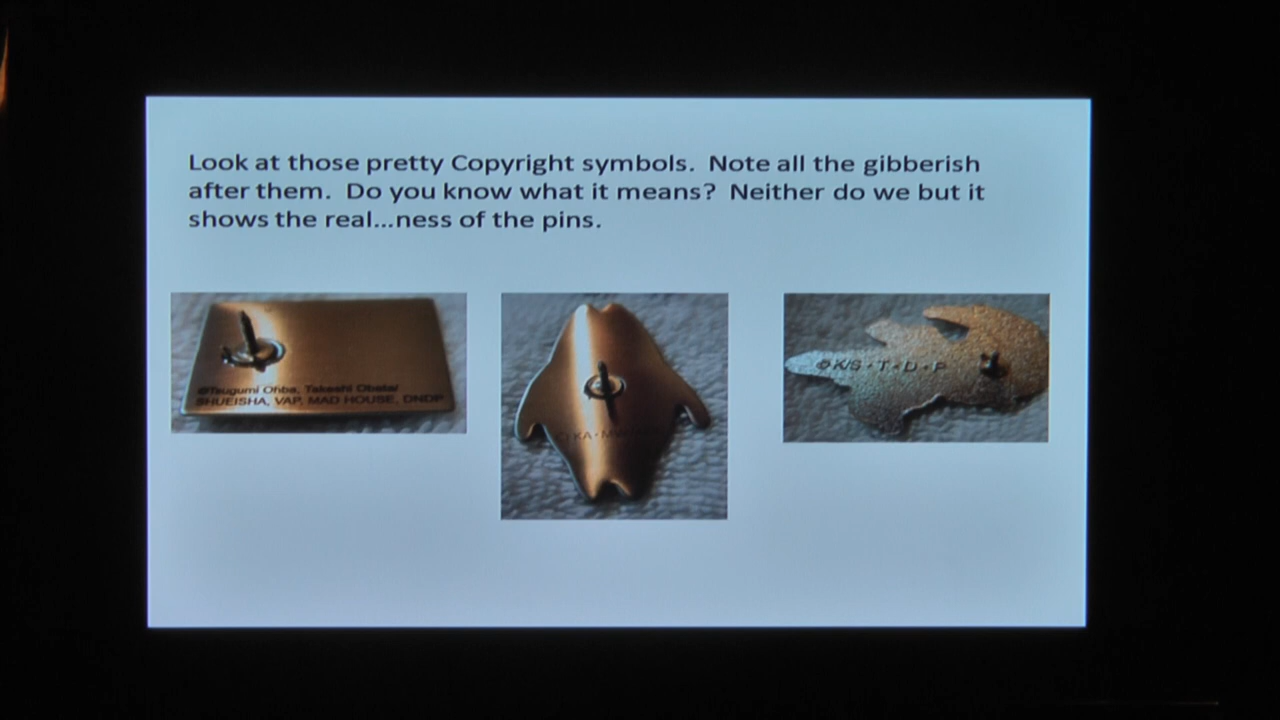 Look at those pretty Copyright symbols. Note all the gibberish
after them. Do you know what it means? Neither do we but it
shows the real...ness of the pins.
©Tsugumi Ohba, Takeshi Obata/
SHUEISHA, VAP, MAD HOUSE, DNDP
©K/S・T・D・P